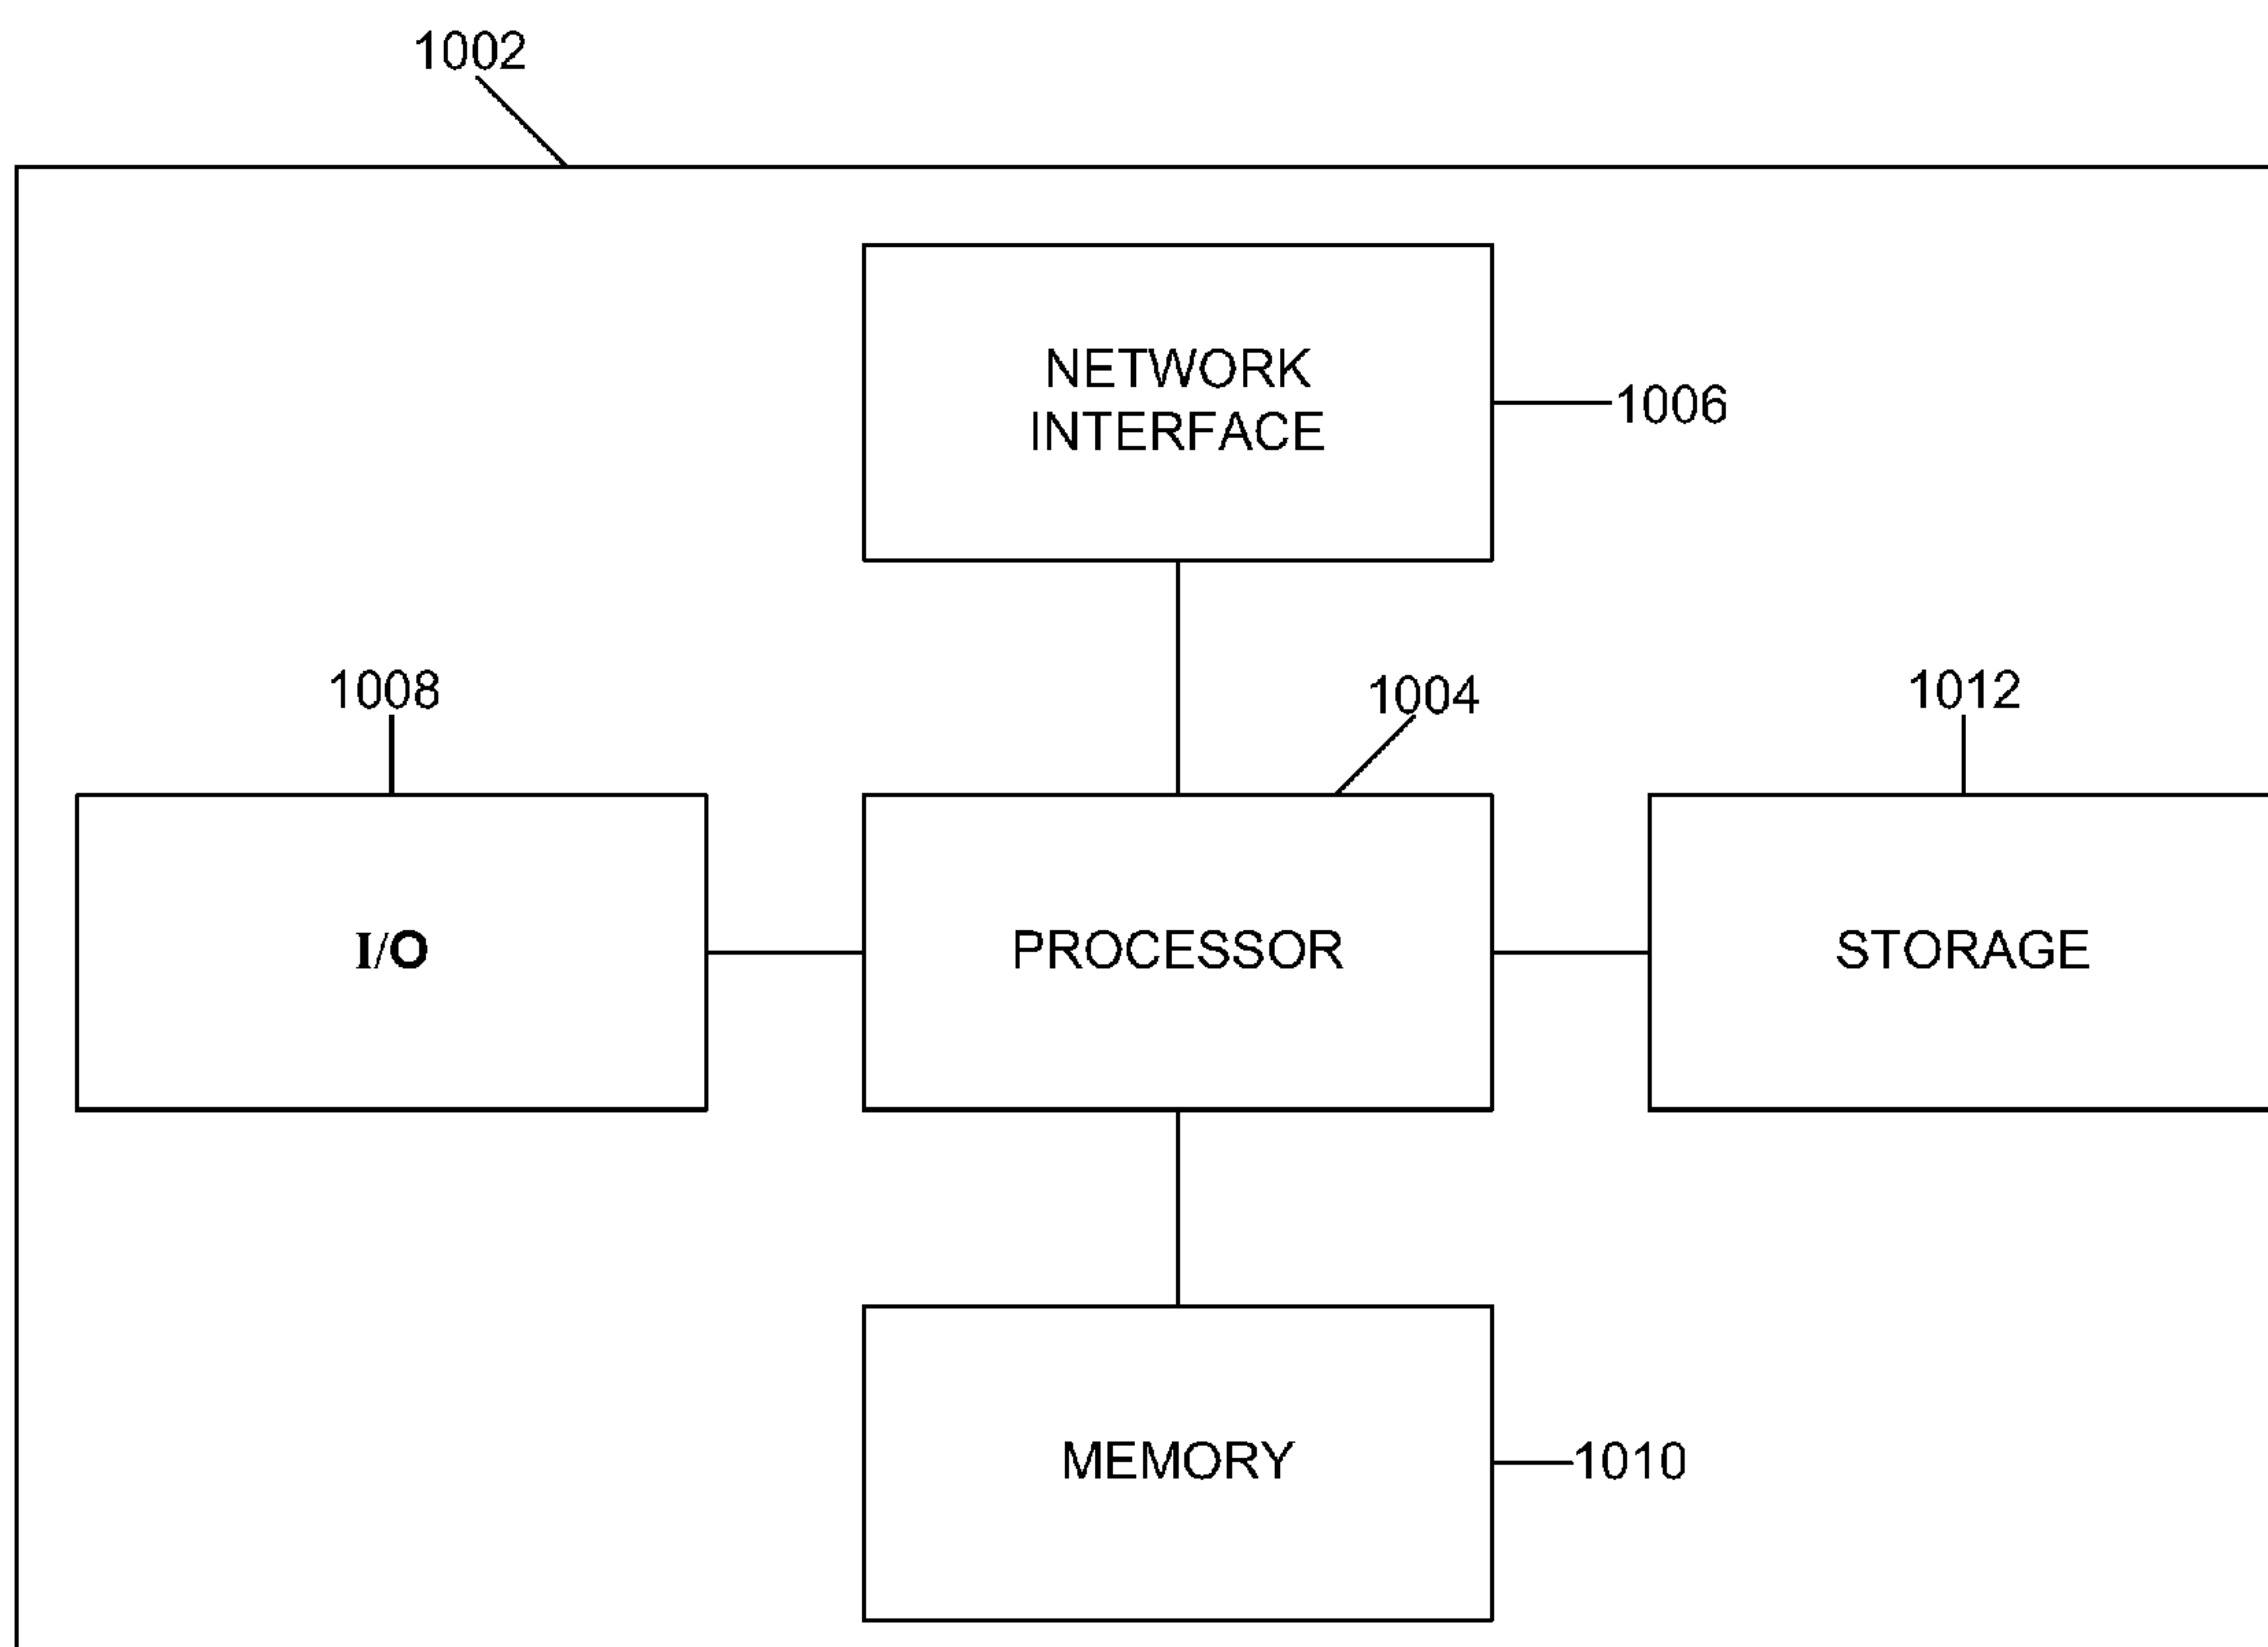 1002
NETWORK
INTERFACE
1006
1008
1004
1012
I/O
PROCESSOR
STORAGE
MEMORY
1010